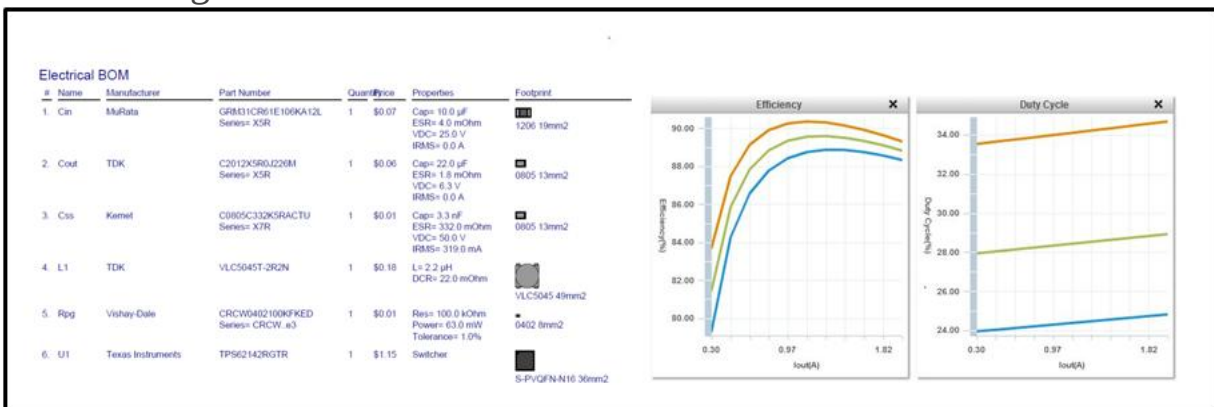 Electrical BOM
# Name Manufacturer Part Number Quantity Price Properties Footprint
1. Cin MuRata GRM31CR61E106KA12L 1 $0.07 Cap= 10.0 µF
Series= X5R ESR= 4.0 mOhm
VDC= 25.0 V 1206 19mm2
IRMS= 0.0 A
2. Cout TDK C2012X5R0J226M 1 $0.06 Cap= 22.0 µF
Series= X5R ESR= 1.8 mOhm
VDC= 6.3 V 0805 13mm2
IRMS= 0.0 A
3. Css Kemet C0805C332K5RACTU 1 $0.01 Cap= 3.3 nF
Series= X7R ESR= 332.0 mOhm
VDC= 50.0 V 0805 13mm2
IRMS= 319.0 mA
4. L1 TDK VLC5045T-2R2N 1 $0.18 L= 2.2 µH
DCR= 22.0 mOhm
VLC5045 49mm2
5. Rpg Vishay-Dale CRCW0402100KFKED 1 $0.01 Res= 100.0 kOhm
Series= CRCW..e3 Power= 63.0 mW 0402 8mm2
Tolerance= 1.0%
6. U1 Texas Instruments TPS62142RGTR 1 $1.15 Switcher
S-PVQFN-N16 36mm2
Efficiency X
90.00
88.00
86.00
84.00
82.00
80.00
Efficiency(%)
0.30 0.97 1.82
Iout(A)
Duty Cycle X
34.00
32.00
30.00
28.00
26.00
24.00
Duty Cycle(%)
0.30 0.97 1.82
Iout(A)